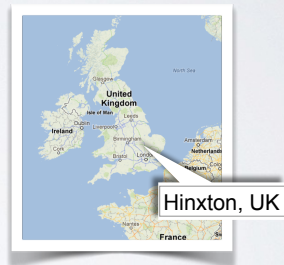 North Sea
Glasgow
United
Kingdom
Isle of Man
Leeds
Dublin
Liverpool
Ireland
Birmingham
Amsterdam
Netherlands
Cork
Bristol
London
Belgium
Hinxton, UK
Nantes
France